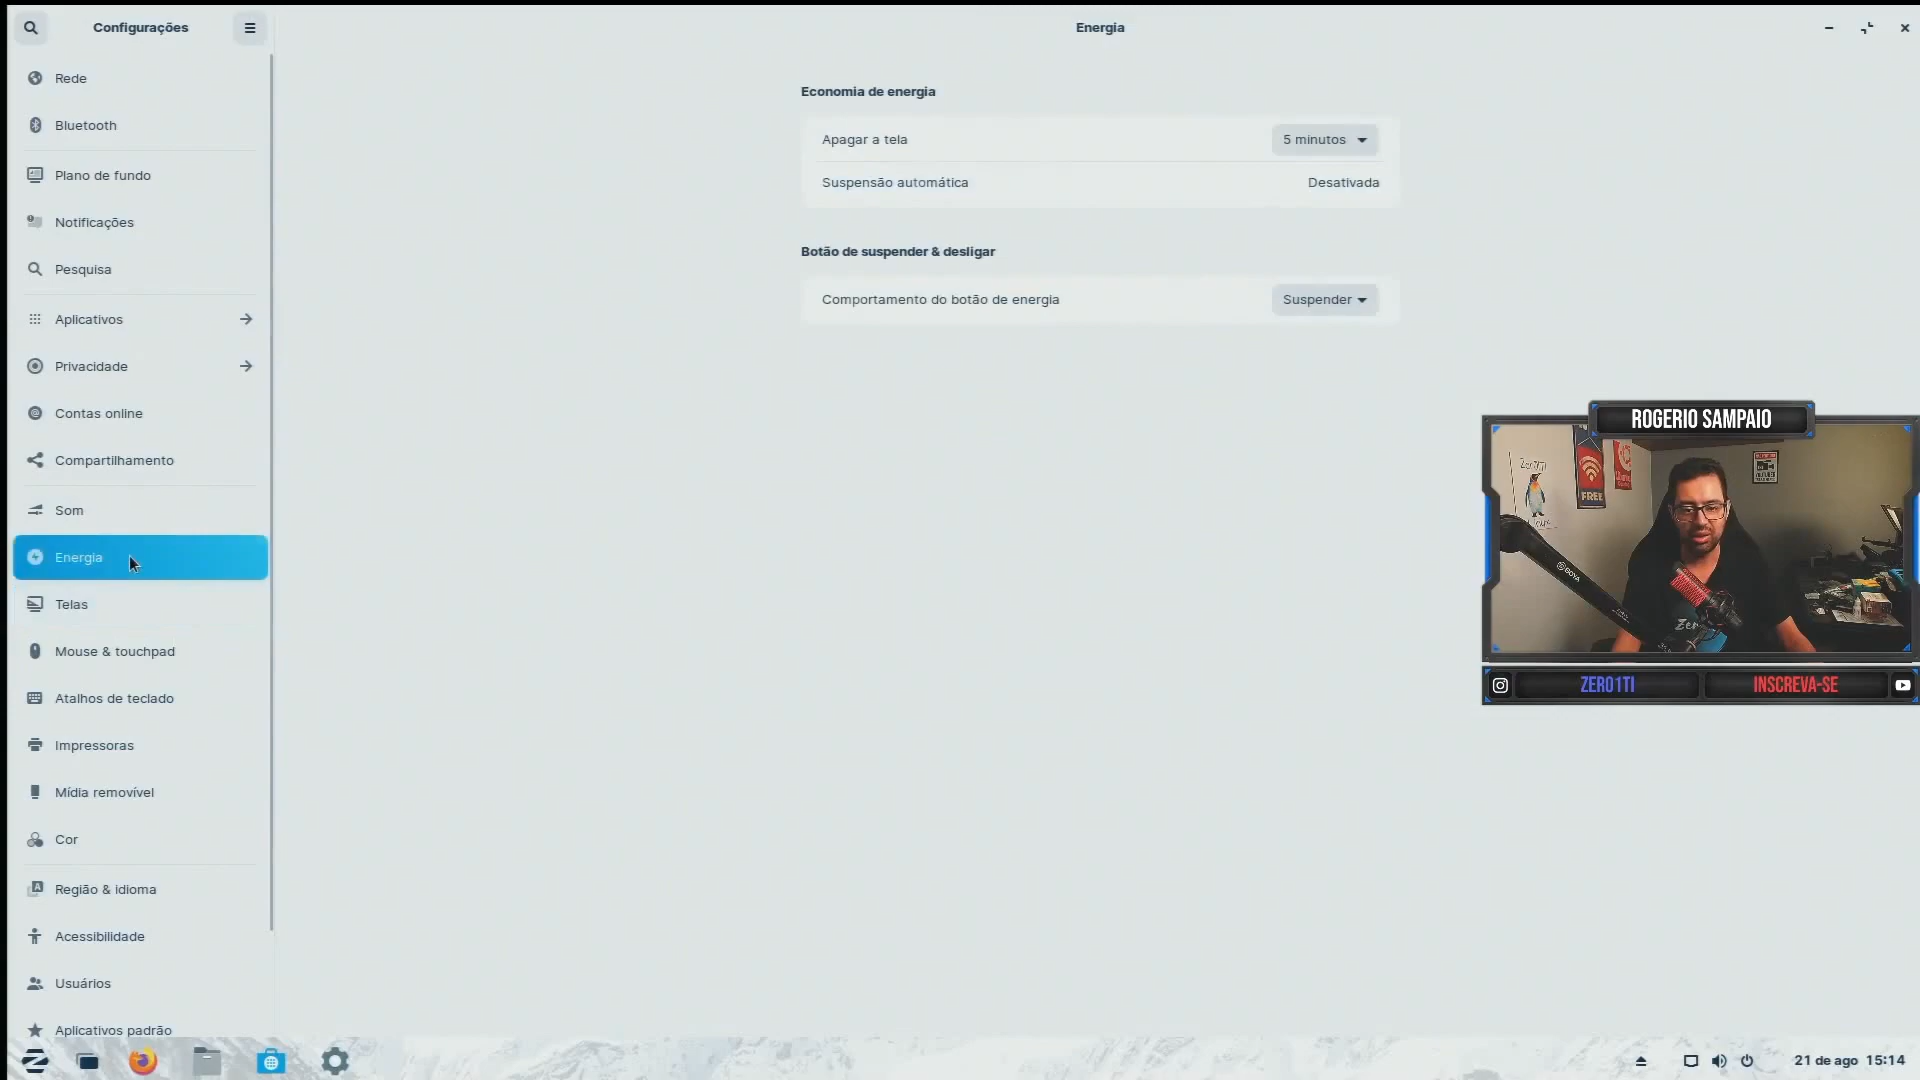 Configurações
Energia
Rede
Bluetooth
Plano de fundo
Notificações
Pesquisa
Aplicativos
Privacidade
Contas online
Compartilhamento
Som
Energia
Telas
Mouse & touchpad
Atalhos de teclado
Impressoras
Mídia removível
Cor
Região & idioma
Acessibilidade
Usuários
Aplicativos padrão
Economia de energia
Apagar a tela
5 minutos
Suspensão automática
Desativada
Botão de suspender & desligar
Comportamento do botão de energia
Suspender
ROGERIO SAMPAIO
Zer
FREE
BOYA
ZERO1TI
INSCREVA-SE
21 de ago 15:14